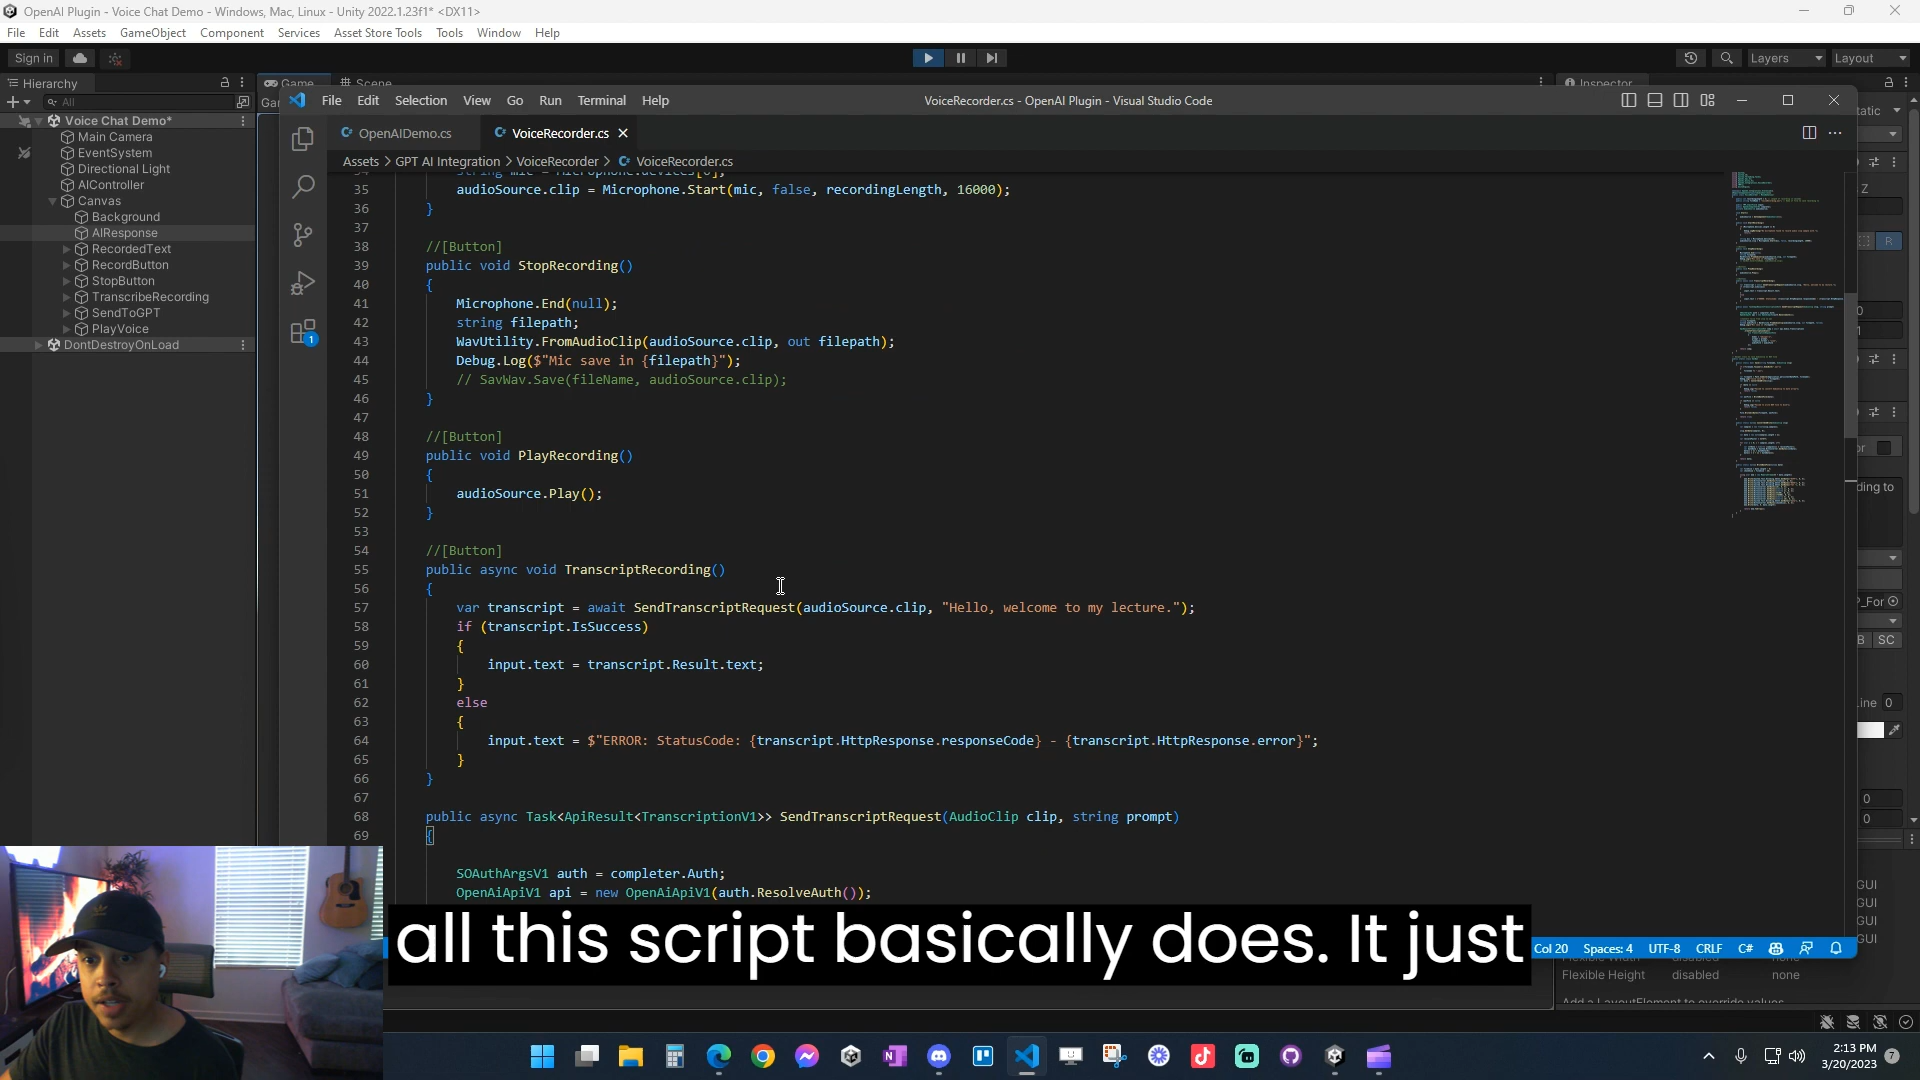 OpenAI Plugin - Voice Chat Demo - Windows, Mac, Linux - Unity 2022.1.23f1* <DX11>
File Edit Assets GameObject Component Services Asset Store Tools Tools Window Help
Sign in
Layers
Layout
Hierarchy
Game
Scene
Inspector
All
Voice Chat Demo*
Main Camera
EventSystem
Directional Light
AIController
Canvas
Background
AIResponse
RecordedText
RecordButton
StopButton
TranscribeRecording
SendToGPT
PlayVoice
DontDestroyOnLoad
File Edit Selection View Go Run Terminal Help
VoiceRecorder.cs - OpenAI Plugin - Visual Studio Code
OpenAIDemo.cs
VoiceRecorder.cs
Assets > GPT AI Integration > VoiceRecorder > VoiceRecorder.cs
35 audioSource.clip = Microphone.Start(mic, false, recordingLength, 16000);
36 }
37
38 //[Button]
39 public void StopRecording()
40 {
41 Microphone.End(null);
42 string filepath;
43 WavUtility.FromAudioClip(audioSource.clip, out filepath);
44 Debug.Log($"Mic save in {filepath}");
45 // SavWav.Save(fileName, audioSource.clip);
46 }
47
48 //[Button]
49 public void PlayRecording()
50 {
51 audioSource.Play();
52 }
53
54 //[Button]
55 public async void TranscriptRecording()
56 {
57 var transcript = await SendTranscriptRequest(audioSource.clip, "Hello, welcome to my lecture.");
58 if (transcript.IsSuccess)
59 {
60 input.text = transcript.Result.text;
61 }
62 else
63 {
64 input.text = $"ERROR: StatusCode: {transcript.HttpResponse.responseCode} - {transcript.HttpResponse.error}";
65 }
66 }
67
68 public async Task<ApiResult<TranscriptionV1>> SendTranscriptRequest(AudioClip clip, string prompt)
69 {
SOAuthArgsV1 auth = completer.Auth;
OpenAiApiV1 api = new OpenAiApiV1(auth.ResolveAuth());
all this script basically does. It just
Col 20 Spaces: 4 UTF-8 CRLF C#
Flexible Width disabled none
Flexible Height disabled none
Add a LayoutElement to override values
2:13 PM
3/20/2023
7